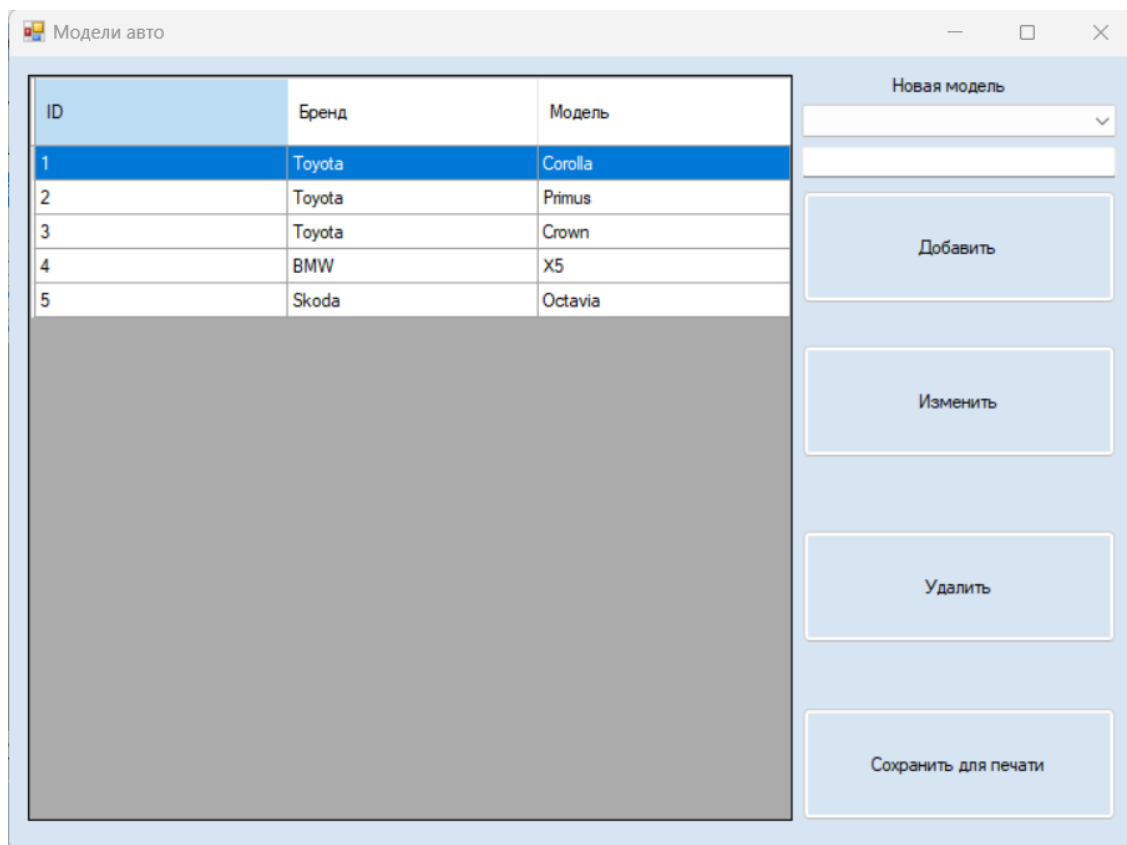 Модели авто
ID Бренд Модель
1 Toyota Corolla
2 Toyota Primus
3 Toyota Crown
4 BMW X5
5 Skoda Octavia
Новая модель
Добавить
Изменить
Удалить
Сохранить для печати